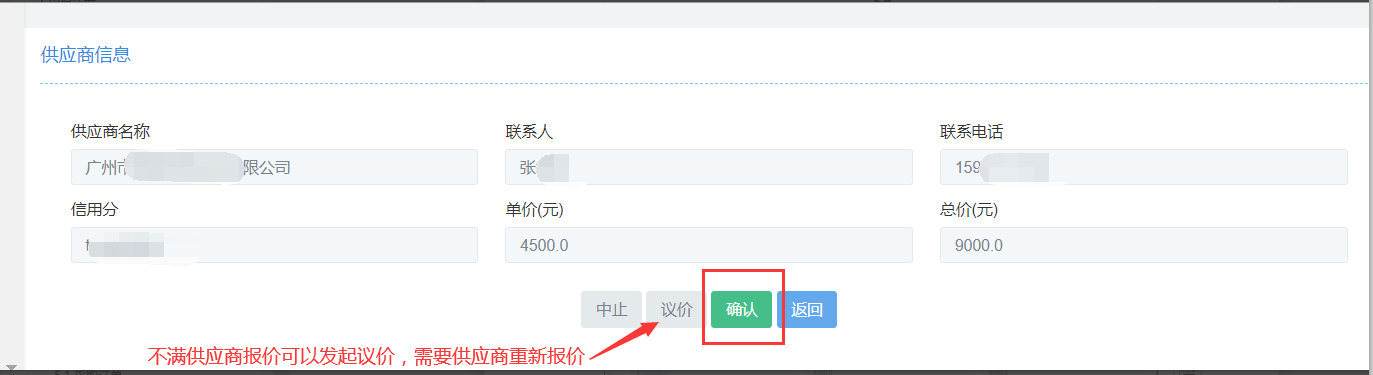 供应商信息
供应商名称 联系人 联系电话
广州市 限公司 张 159
信用分 单价(元) 总价(元)
4500.0 9000.0
中止 议价 确认 返回
不满供应商报价可以发起议价，需要供应商重新报价